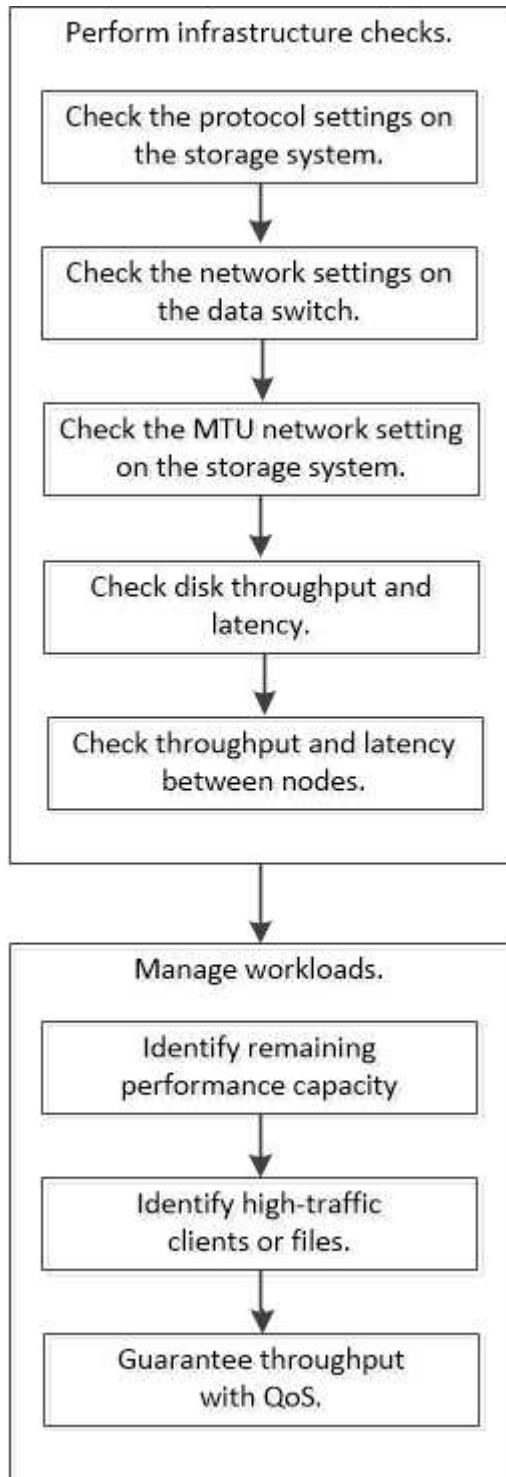 Perform infrastructure checks.
Check the protocol settings on
the storage system.
Check the network settings on
the data switch.
Check the MTU network setting
on the storage system.
Check disk throughput and
latency.
Check throughput and latency
between nodes.
Manage workloads.
Identify remaining
performance capacity
Identify high-traffic
clients or files.
Guarantee throughput
with QoS.